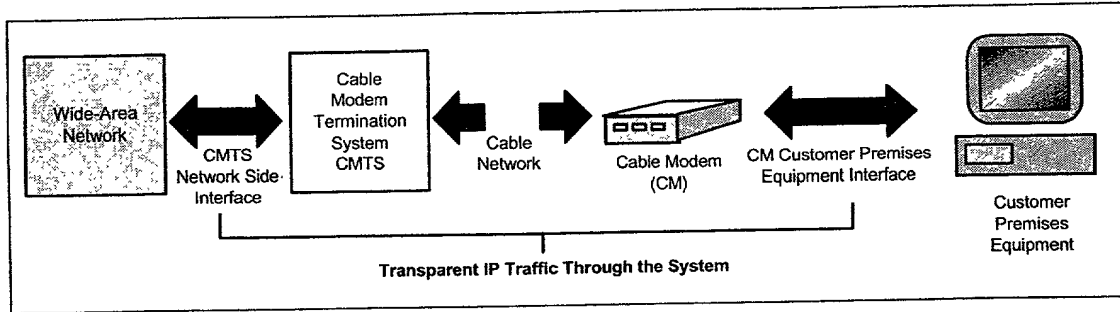 Wide-Area
Network
CMTS
Network Side
Interface
Cable
Modem
Termination
System
CMTS
Cable
Network
Cable Modem
(CM)
CM Customer Premises
Equipment Interface
Customer
Premises
Equipment
Transparent IP Traffic Through the System